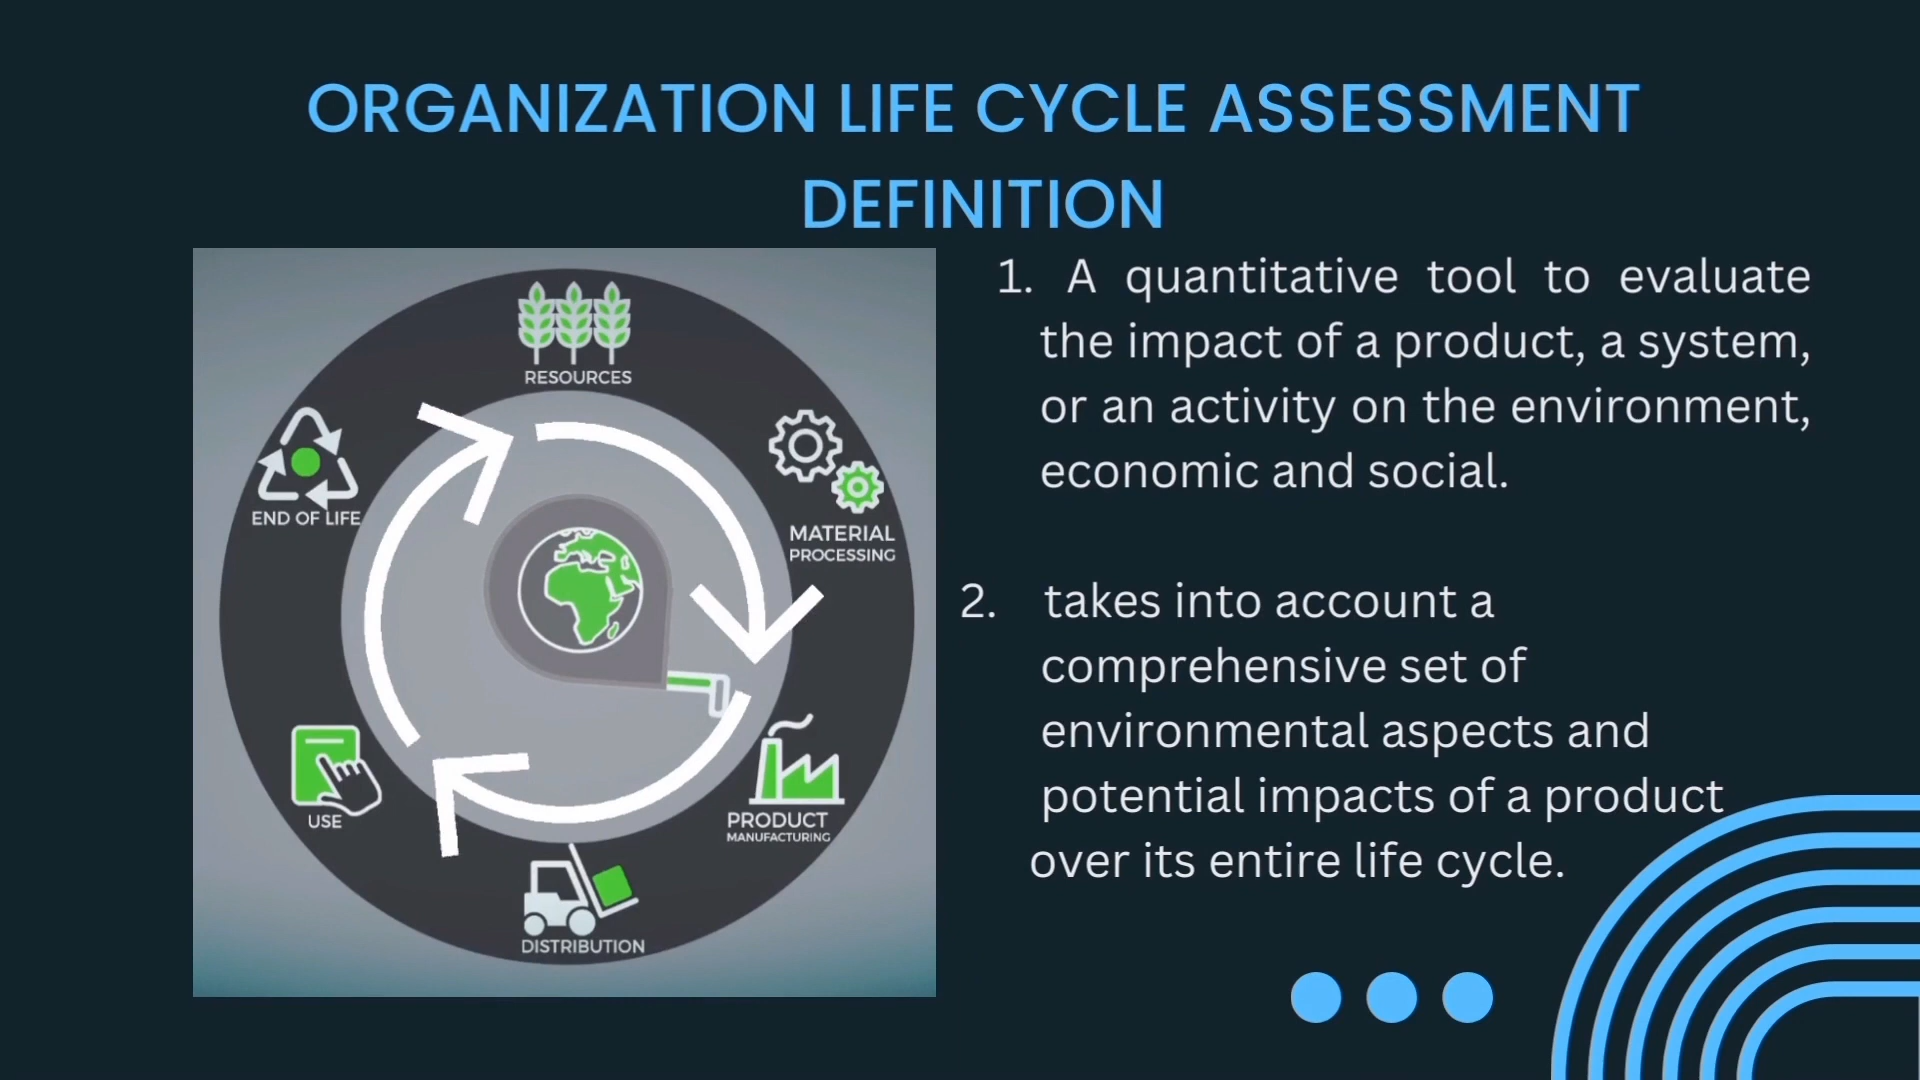 ORGANIZATION LIFE CYCLE ASSESSMENT
DEFINITION
RESOURCES
MATERIAL
PROCESSING
PRODUCT
MANUFACTURING
DISTRIBUTION
USE
END OF LIFE
1. A quantitative tool to evaluate
the impact of a product, a system,
or an activity on the environment,
economic and social.
2. takes into account a
comprehensive set of
environmental aspects and
potential impacts of a product
over its entire life cycle.